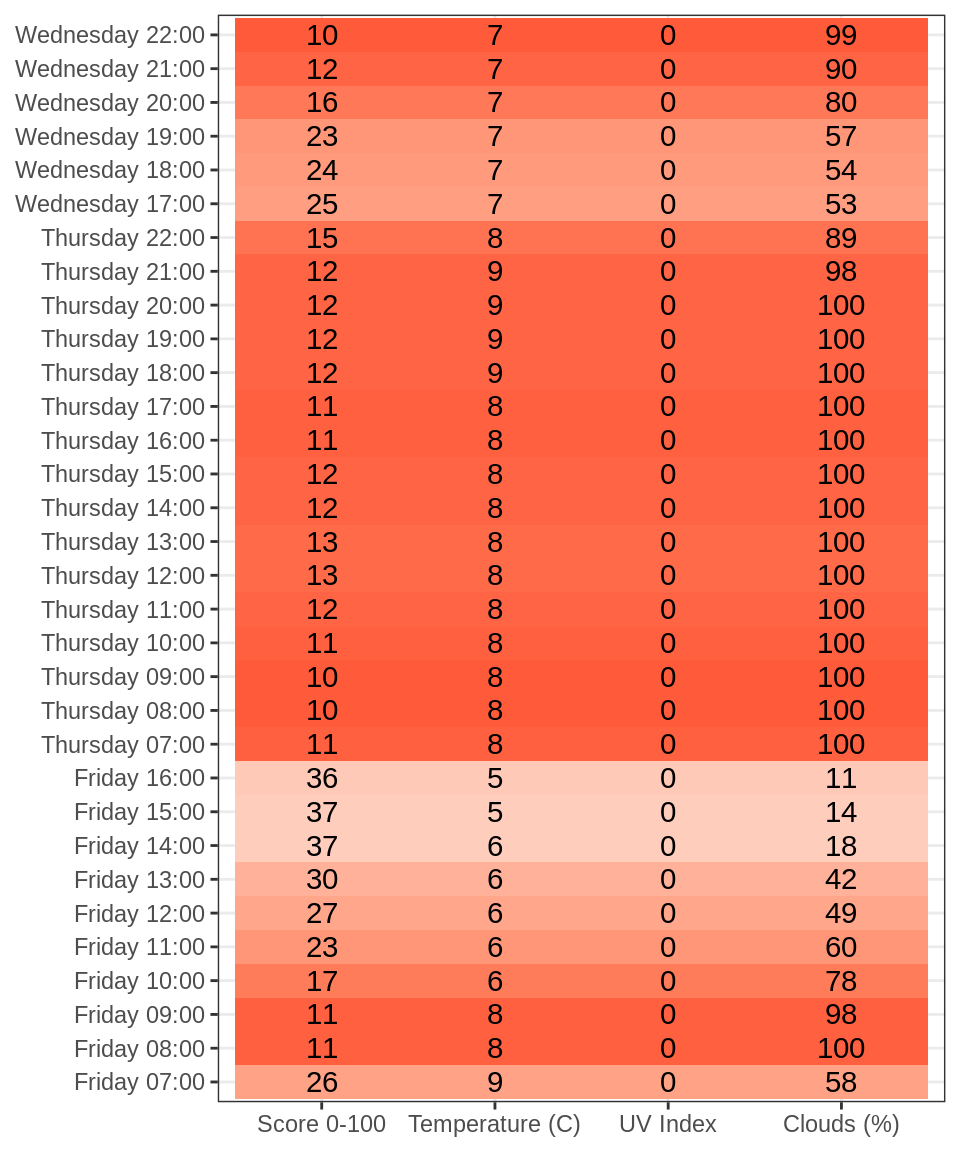 Wednesday 22:00 10 7 0 99
Wednesday 21:00 12 7 0 90
Wednesday 20:00 16 7 0 80
Wednesday 19:00 23 7 0 57
Wednesday 18:00 24 7 0 54
Wednesday 17:00 25 7 0 53
Thursday 22:00 15 8 0 89
Thursday 21:00 12 9 0 98
Thursday 20:00 12 9 0 100
Thursday 19:00 12 9 0 100
Thursday 18:00 12 9 0 100
Thursday 17:00 11 8 0 100
Thursday 16:00 11 8 0 100
Thursday 15:00 12 8 0 100
Thursday 14:00 12 8 0 100
Thursday 13:00 13 8 0 100
Thursday 12:00 13 8 0 100
Thursday 11:00 12 8 0 100
Thursday 10:00 11 8 0 100
Thursday 09:00 10 8 0 100
Thursday 08:00 10 8 0 100
Thursday 07:00 11 8 0 100
Friday 16:00 36 5 0 11
Friday 15:00 37 5 0 14
Friday 14:00 37 6 0 18
Friday 13:00 30 6 0 42
Friday 12:00 27 6 0 49
Friday 11:00 23 6 0 60
Friday 10:00 17 6 0 78
Friday 09:00 11 8 0 98
Friday 08:00 11 8 0 100
Friday 07:00 26 9 0 58
Score 0-100 Temperature (C) UV Index Clouds (%)